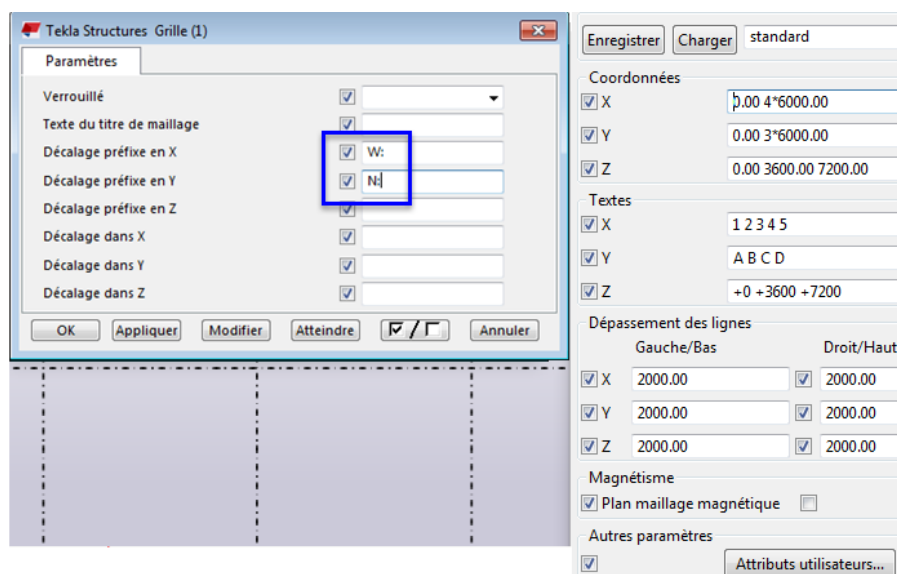 Tekla Structures Grille (1)
Paramètres
Verrouillé
Texte du titre de maillage
Décalage préfixe en X W:
Décalage préfixe en Y N:
Décalage préfixe en Z
Décalage dans X
Décalage dans Y
Décalage dans Z
OK Appliquer Modifier Atteindre / Annuler
Enregistrer Charger standard
Coordonnées
X 0.00 4*6000.00
Y 0.00 3*6000.00
Z 0.00 3600.00 7200.00
Textes
X 1 2 3 4 5
Y A B C D
Z +0 +3600 +7200
Dépassement des lignes
Gauche/Bas Droit/Haut
X 2000.00 2000.00
Y 2000.00 2000.00
Z 2000.00 2000.00
Magnétisme
Plan maillage magnétique
Autres paramètres
Attributs utilisateurs...